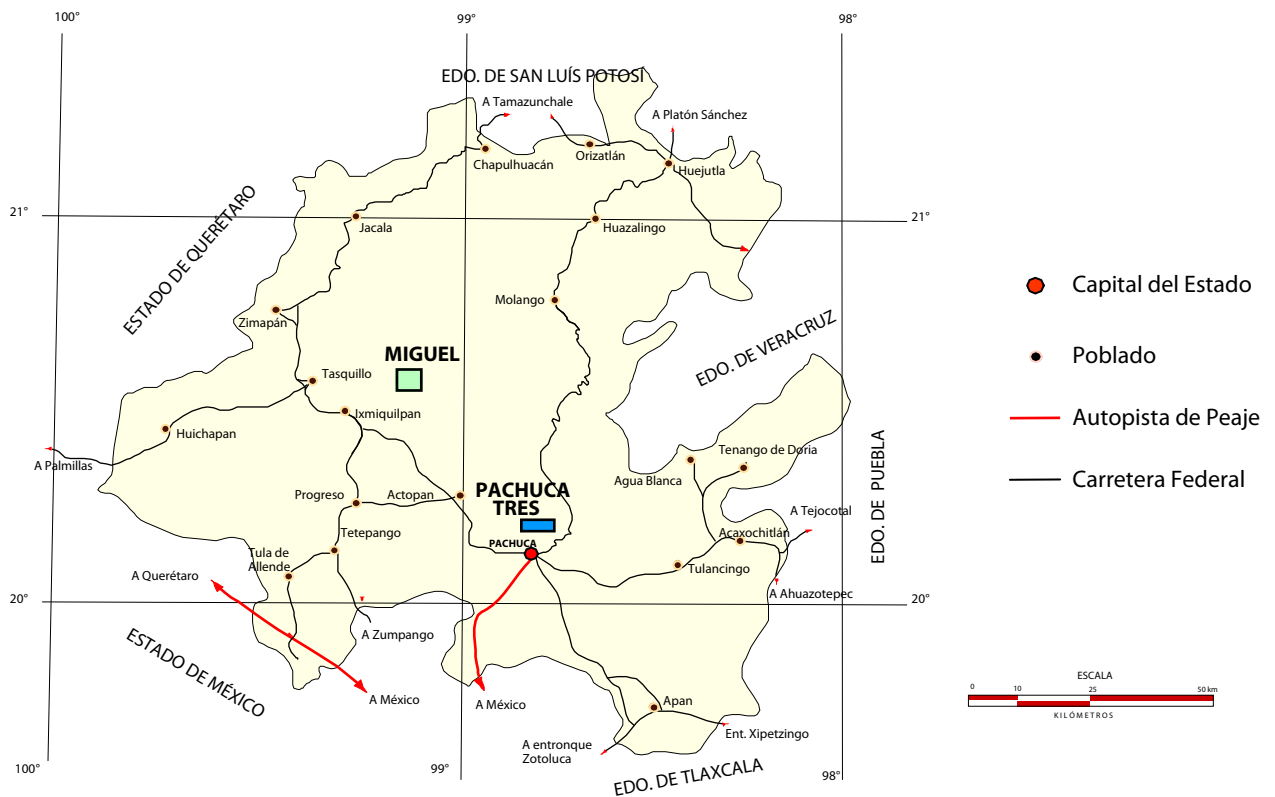 100°
99°
98°
EDO. DE SAN LUÍS POTOSÍ
A Tamazunchale
A Platón Sánchez
Chapulhuacán
Orizatlán
Huejutla
21°
21°
ESTADO DE QUERÉTARO
Jacala
Huazalingo
Capital del Estado
Molango
Zimapán
EDO. DE VERACRUZ
Poblado
MIGUEL
Tasquillo
Ixmiquilpan
Autopista de Peaje
Huichapan
A Palmillas
Tenango de Doria
Agua Blanca
EDO. DE PUEBLA
Carretera Federal
Progreso
Actopan
PACHUCA
TRES
A Tejocotal
Tetepango
PACHUCA
Acaxochitlán
Tula de
Allende
A Querétaro
Tulancingo
A Ahuazotepec
20°
20°
A Zumpango
ESTADO DE MÉXICO
A México
A México
Apan
Ent. Xipetzingo
A entronque
Zotoluca
EDO. DE TLAXCALA
ESCALA
0 10 25 50 km
KILÓMETROS
100°
99°
98°